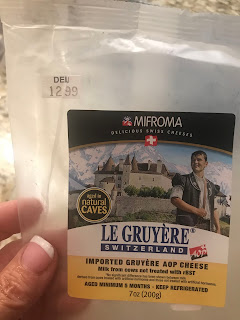 DELI
12.99
MIFROMA
DELICIOUS SWISS CHEESES
aged in
natural
CAVES
LE GRUYÈRE®
SWITZERLAND
AOP
IMPORTED GRUYÈRE AOP CHEESE
Milk from cows not treated with rBST
AGED MINIMUM 5 MONTHS - KEEP REFRIGERATED
7oz (200g)